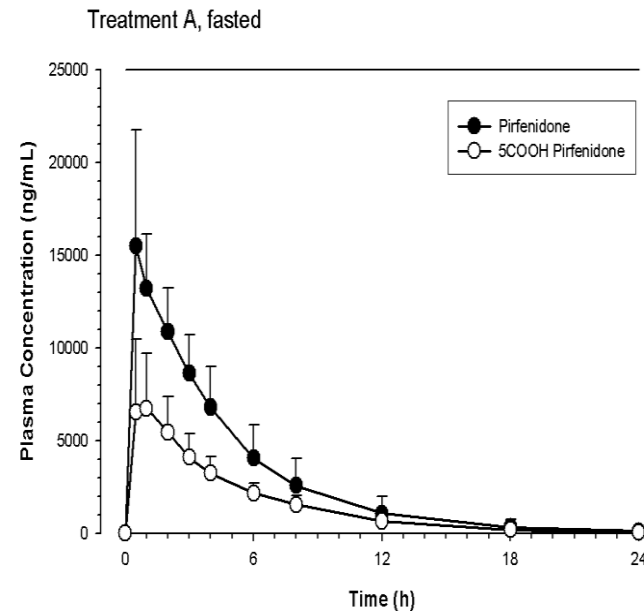 Treatment A, fasted
25000
20000
15000
10000
5000
0
Plasma Concentration (ng/mL)
Pirfenidone
5COOH Pirfenidone
0 6 12 18 24
Time (h)